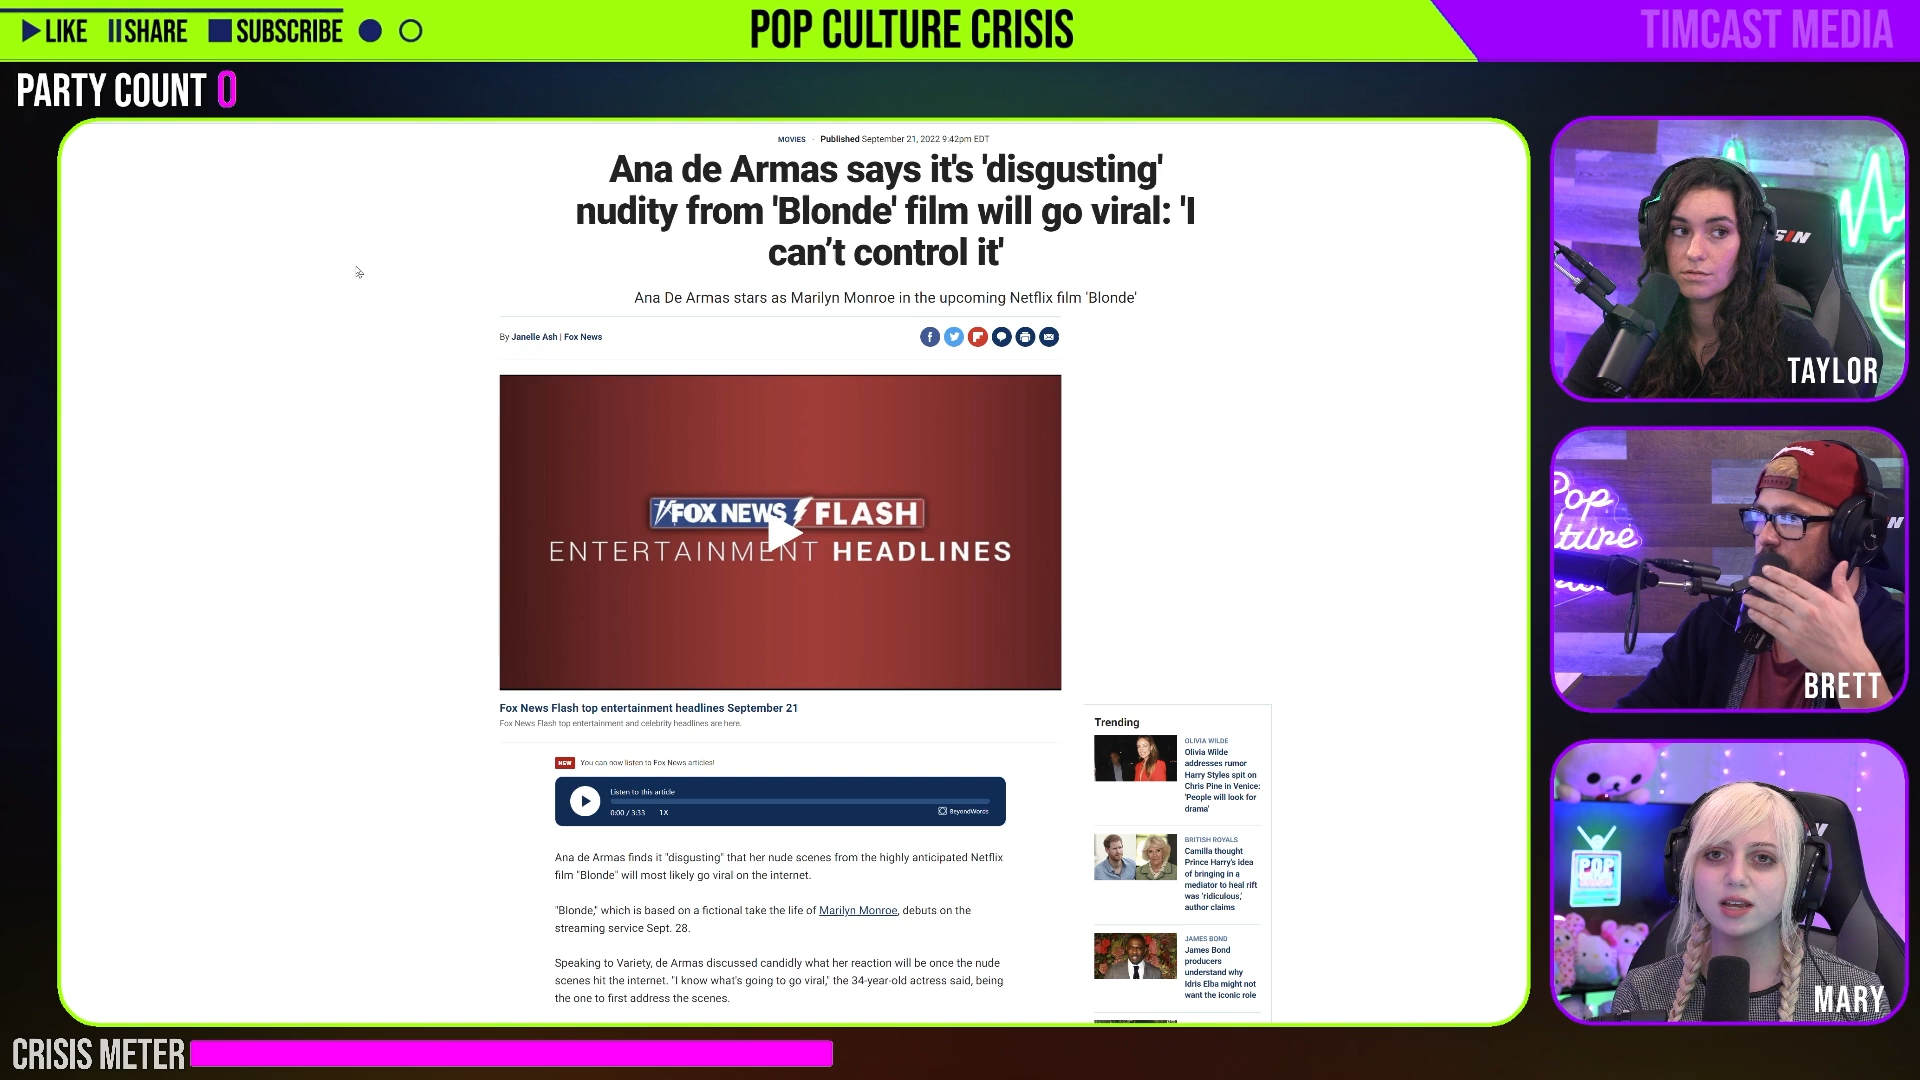 LIKE SHARE SUBSCRIBE
POP CULTURE CRISIS
TIMCAST MEDIA
PARTY COUNT 0
MOVIES - Published September 21, 2022 9:42pm EDT
Ana de Armas says it's 'disgusting'
nudity from 'Blonde' film will go viral: 'I
can’t control it'
Ana De Armas stars as Marilyn Monroe in the upcoming Netflix film 'Blonde'
By Janelle Ash | Fox News
FOX NEWS FLASH
ENTERTAINMENT HEADLINES
Fox News Flash top entertainment headlines September 21
Fox News Flash top entertainment and celebrity headlines are here.
NEW You can now listen to Fox News articles!
Listen to this article
0:00 / 3:33 1X
BeyondWords
Ana de Armas finds it "disgusting" that her nude scenes from the highly anticipated Netflix
film "Blonde" will most likely go viral on the internet.
"Blonde," which is based on a fictional take the life of Marilyn Monroe, debuts on the
streaming service Sept. 28.
Speaking to Variety, de Armas discussed candidly what her reaction will be once the nude
scenes hit the internet. "I know what's going to go viral," the 34-year-old actress said, being
the one to first address the scenes.
Trending
OLIVIA WILDE
Olivia Wilde
addresses rumor
Harry Styles spit on
Chris Pine in Venice:
'People will look for
drama'
BRITISH ROYALS
Camilla thought
Prince Harry's idea
of bringing in a
mediator to heal rift
was 'ridiculous,'
author claims
JAMES BOND
James Bond
producers
understand why
Idris Elba might not
want the iconic role
TAYLOR
Pop
BRETT
POP
MARY
CRISIS METER